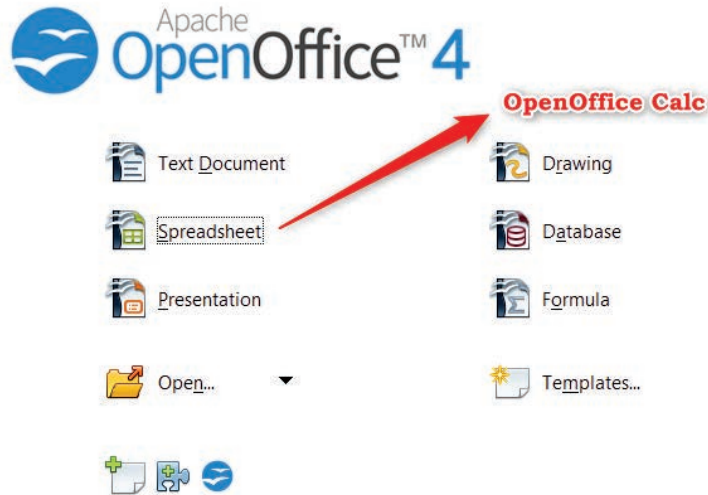 Apache
OpenOffice™ 4
OpenOffice Calc
Text Document
Drawing
Spreadsheet
Database
Presentation
Formula
Open...
Templates...